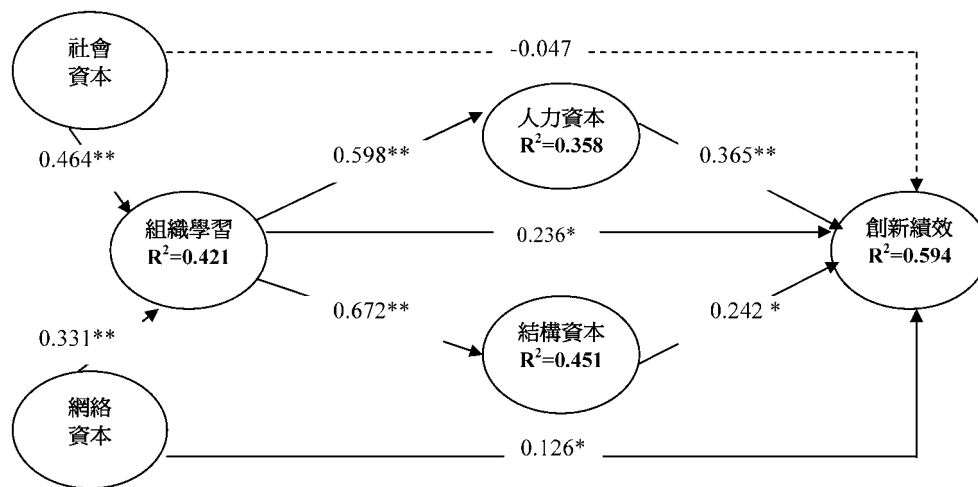 社會
資本
-0.047
人力資本
R²=0.358
0.464**
0.598**
0.365**
組織學習
R²=0.421
0.236*
創新績效
R²=0.594
0.331**
0.672**
0.242 *
結構資本
R²=0.451
網絡
資本
0.126*